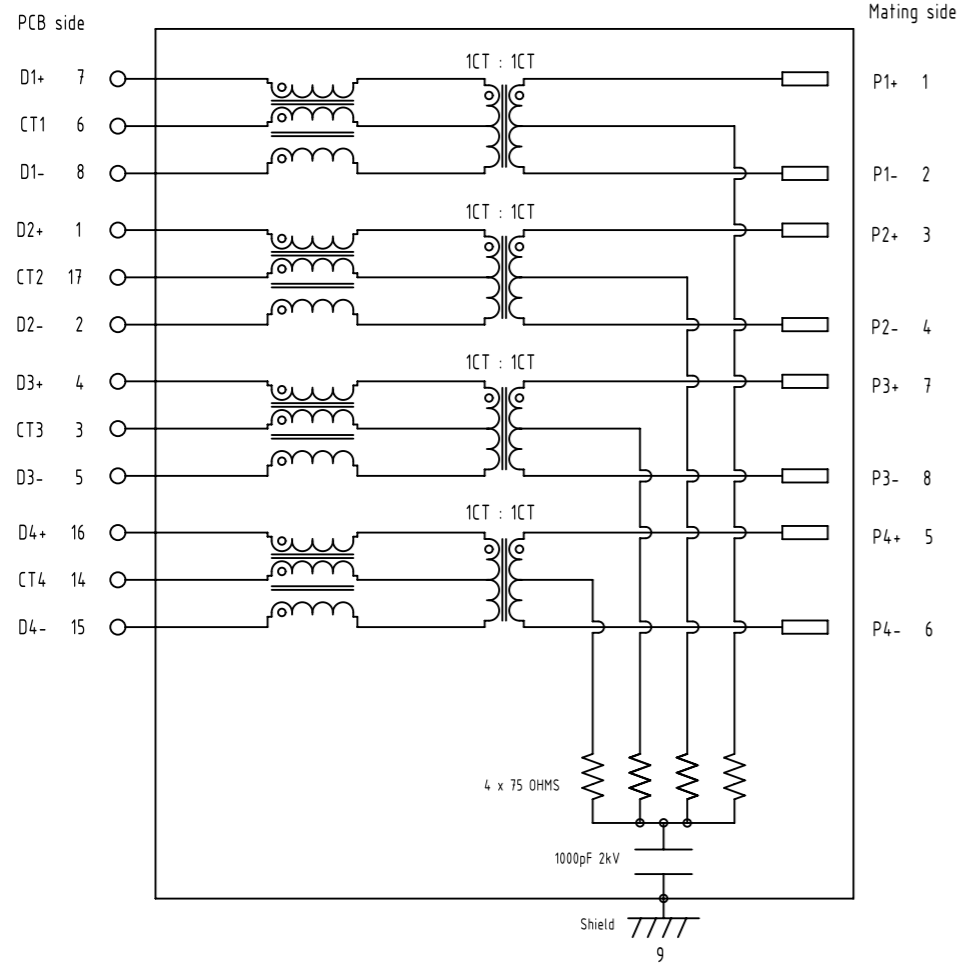 PCB side
Mating side
1CT : 1CT
D1+ 7
P1+ 1
CT1 6
D1- 8
P1- 2
1CT : 1CT
D2+ 1
P2+ 3
CT2 17
D2- 2
P2- 4
1CT : 1CT
D3+ 4
P3+ 7
CT3 3
D3- 5
P3- 8
1CT : 1CT
D4+ 16
P4+ 5
CT4 14
D4- 15
P4- 6
4 x 75 OHMS
1000pF 2kV
Shield
9